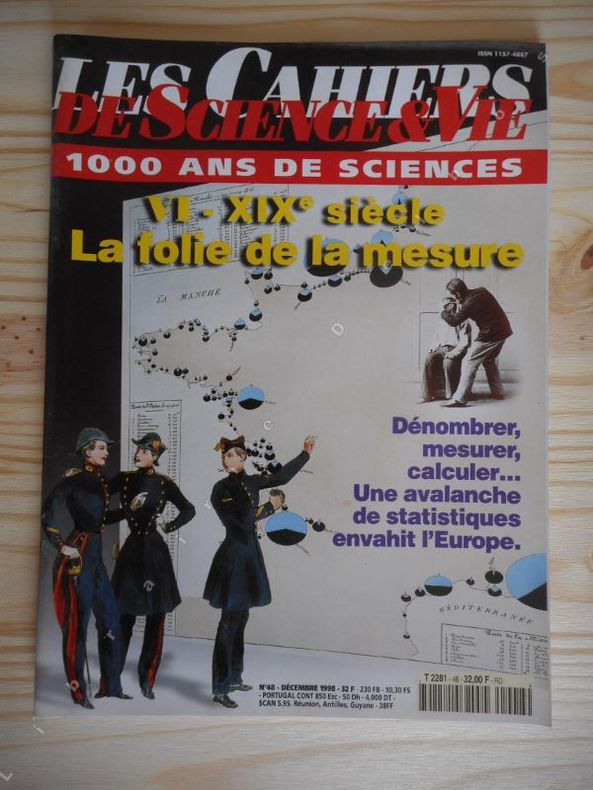 ISSN 1157-4887
LES CAHIERS
DE SCIENCE & VIE
1000 ANS DE SCIENCES
VI - XIXe siècle
La folie de la mesure
LA MANCHE
Dénombrer,
mesurer,
calculer...
Une avalanche
de statistiques
envahit l'Europe.
MÉDITERRANÉE
N°48 - DÉCEMBRE 1998 - 32 F - 230 FB - 10,30 FS
- PORTUGAL CONT 850 Esc - 50 Dh - 4,000 DT -
$CAN 5.95. Réunion, Antilles, Guyane - 38FF
T 2281 - 48 - 32,00 F - RD